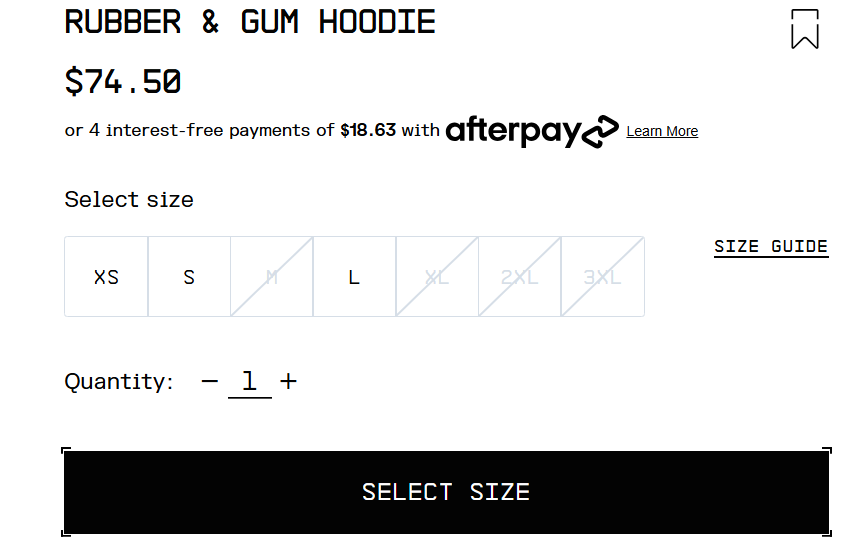 RUBBER & GUM HOODIE
$74.50
or 4 interest-free payments of $18.63 with afterpay Learn More
Select size
SIZE GUIDE
XS S M L XL 2XL 3XL
Quantity: − 1 +
SELECT SIZE